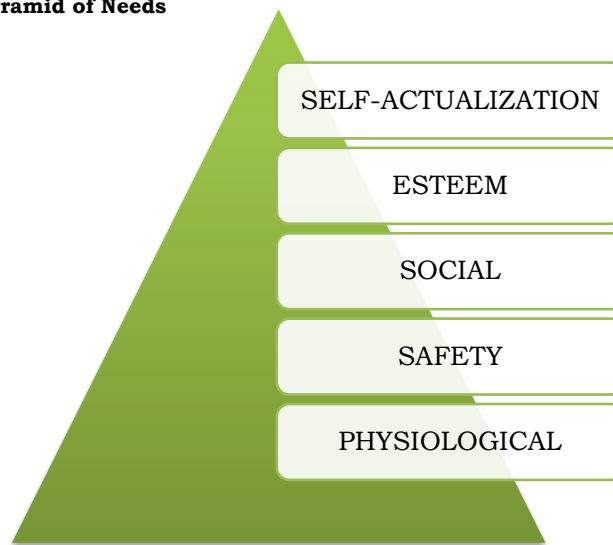 ramid of Needs
SELF-ACTUALIZATION
ESTEEM
SOCIAL
SAFETY
PHYSIOLOGICAL